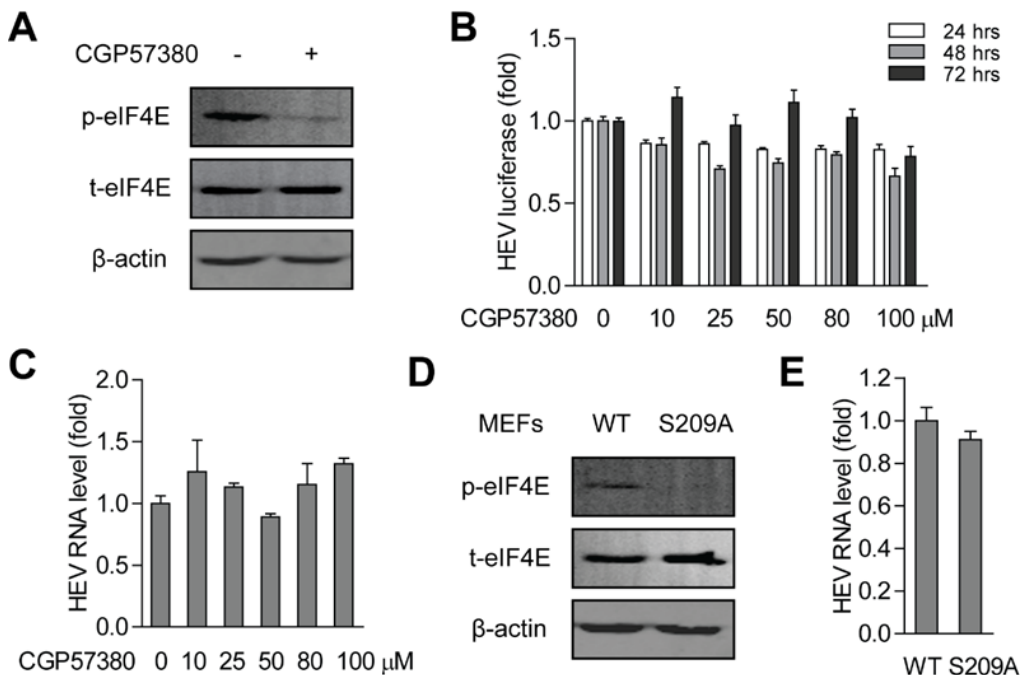 A
CGP57380 - +
p-eIF4E
t-eIF4E
β-actin
B
24 hrs
48 hrs
72 hrs
HEV luciferase (fold)
1.5
1.0
0.5
0.0
CGP57380 0 10 25 50 80 100 μM
C
HEV RNA level (fold)
2.0
1.5
1.0
0.5
0.0
CGP57380 0 10 25 50 80 100 μM
D
MEFs WT S209A
p-eIF4E
t-eIF4E
β-actin
E
HEV RNA level (fold)
1.2
1.0
0.8
0.6
0.4
0.2
0.0
WT S209A